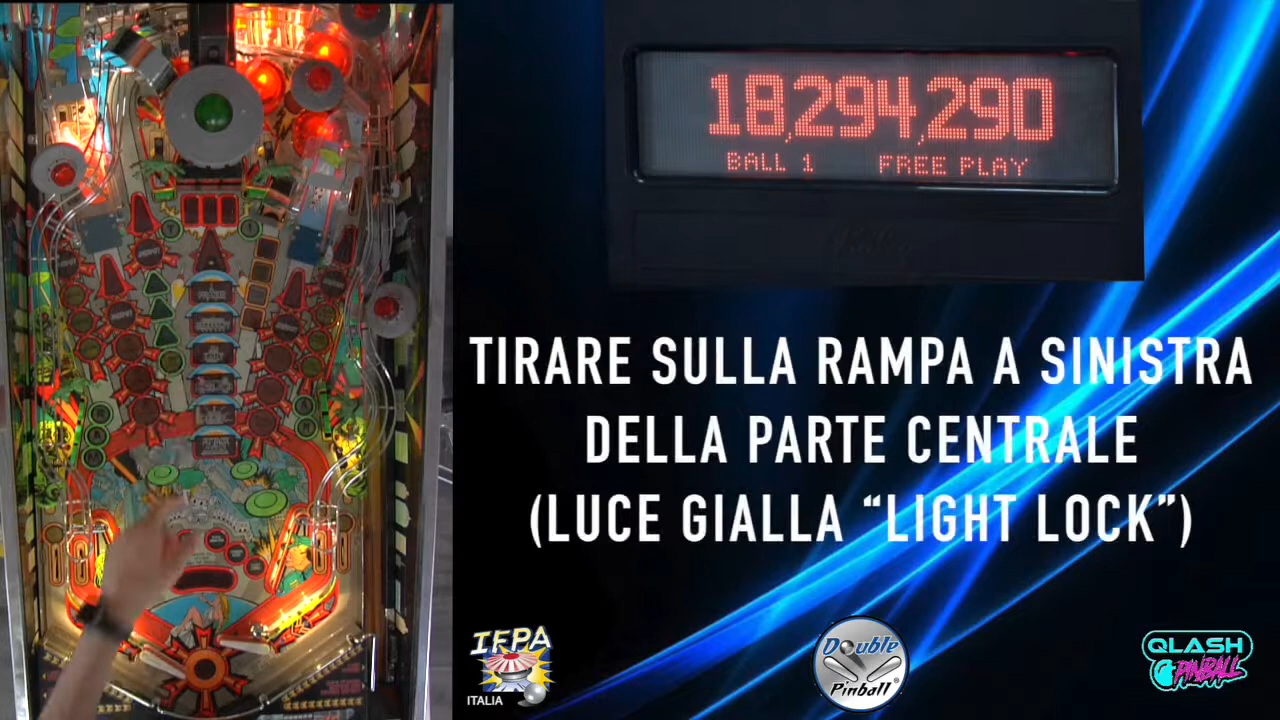 18,294,290
BALL 1 FREE PLAY
TIRARE SULLA RAMPA A SINISTRA
DELLA PARTE CENTRALE
(LUCE GIALLA “LIGHT LOCK”)
IFPA
ITALIA
Double
Pinball®
QLASH
PINBALL